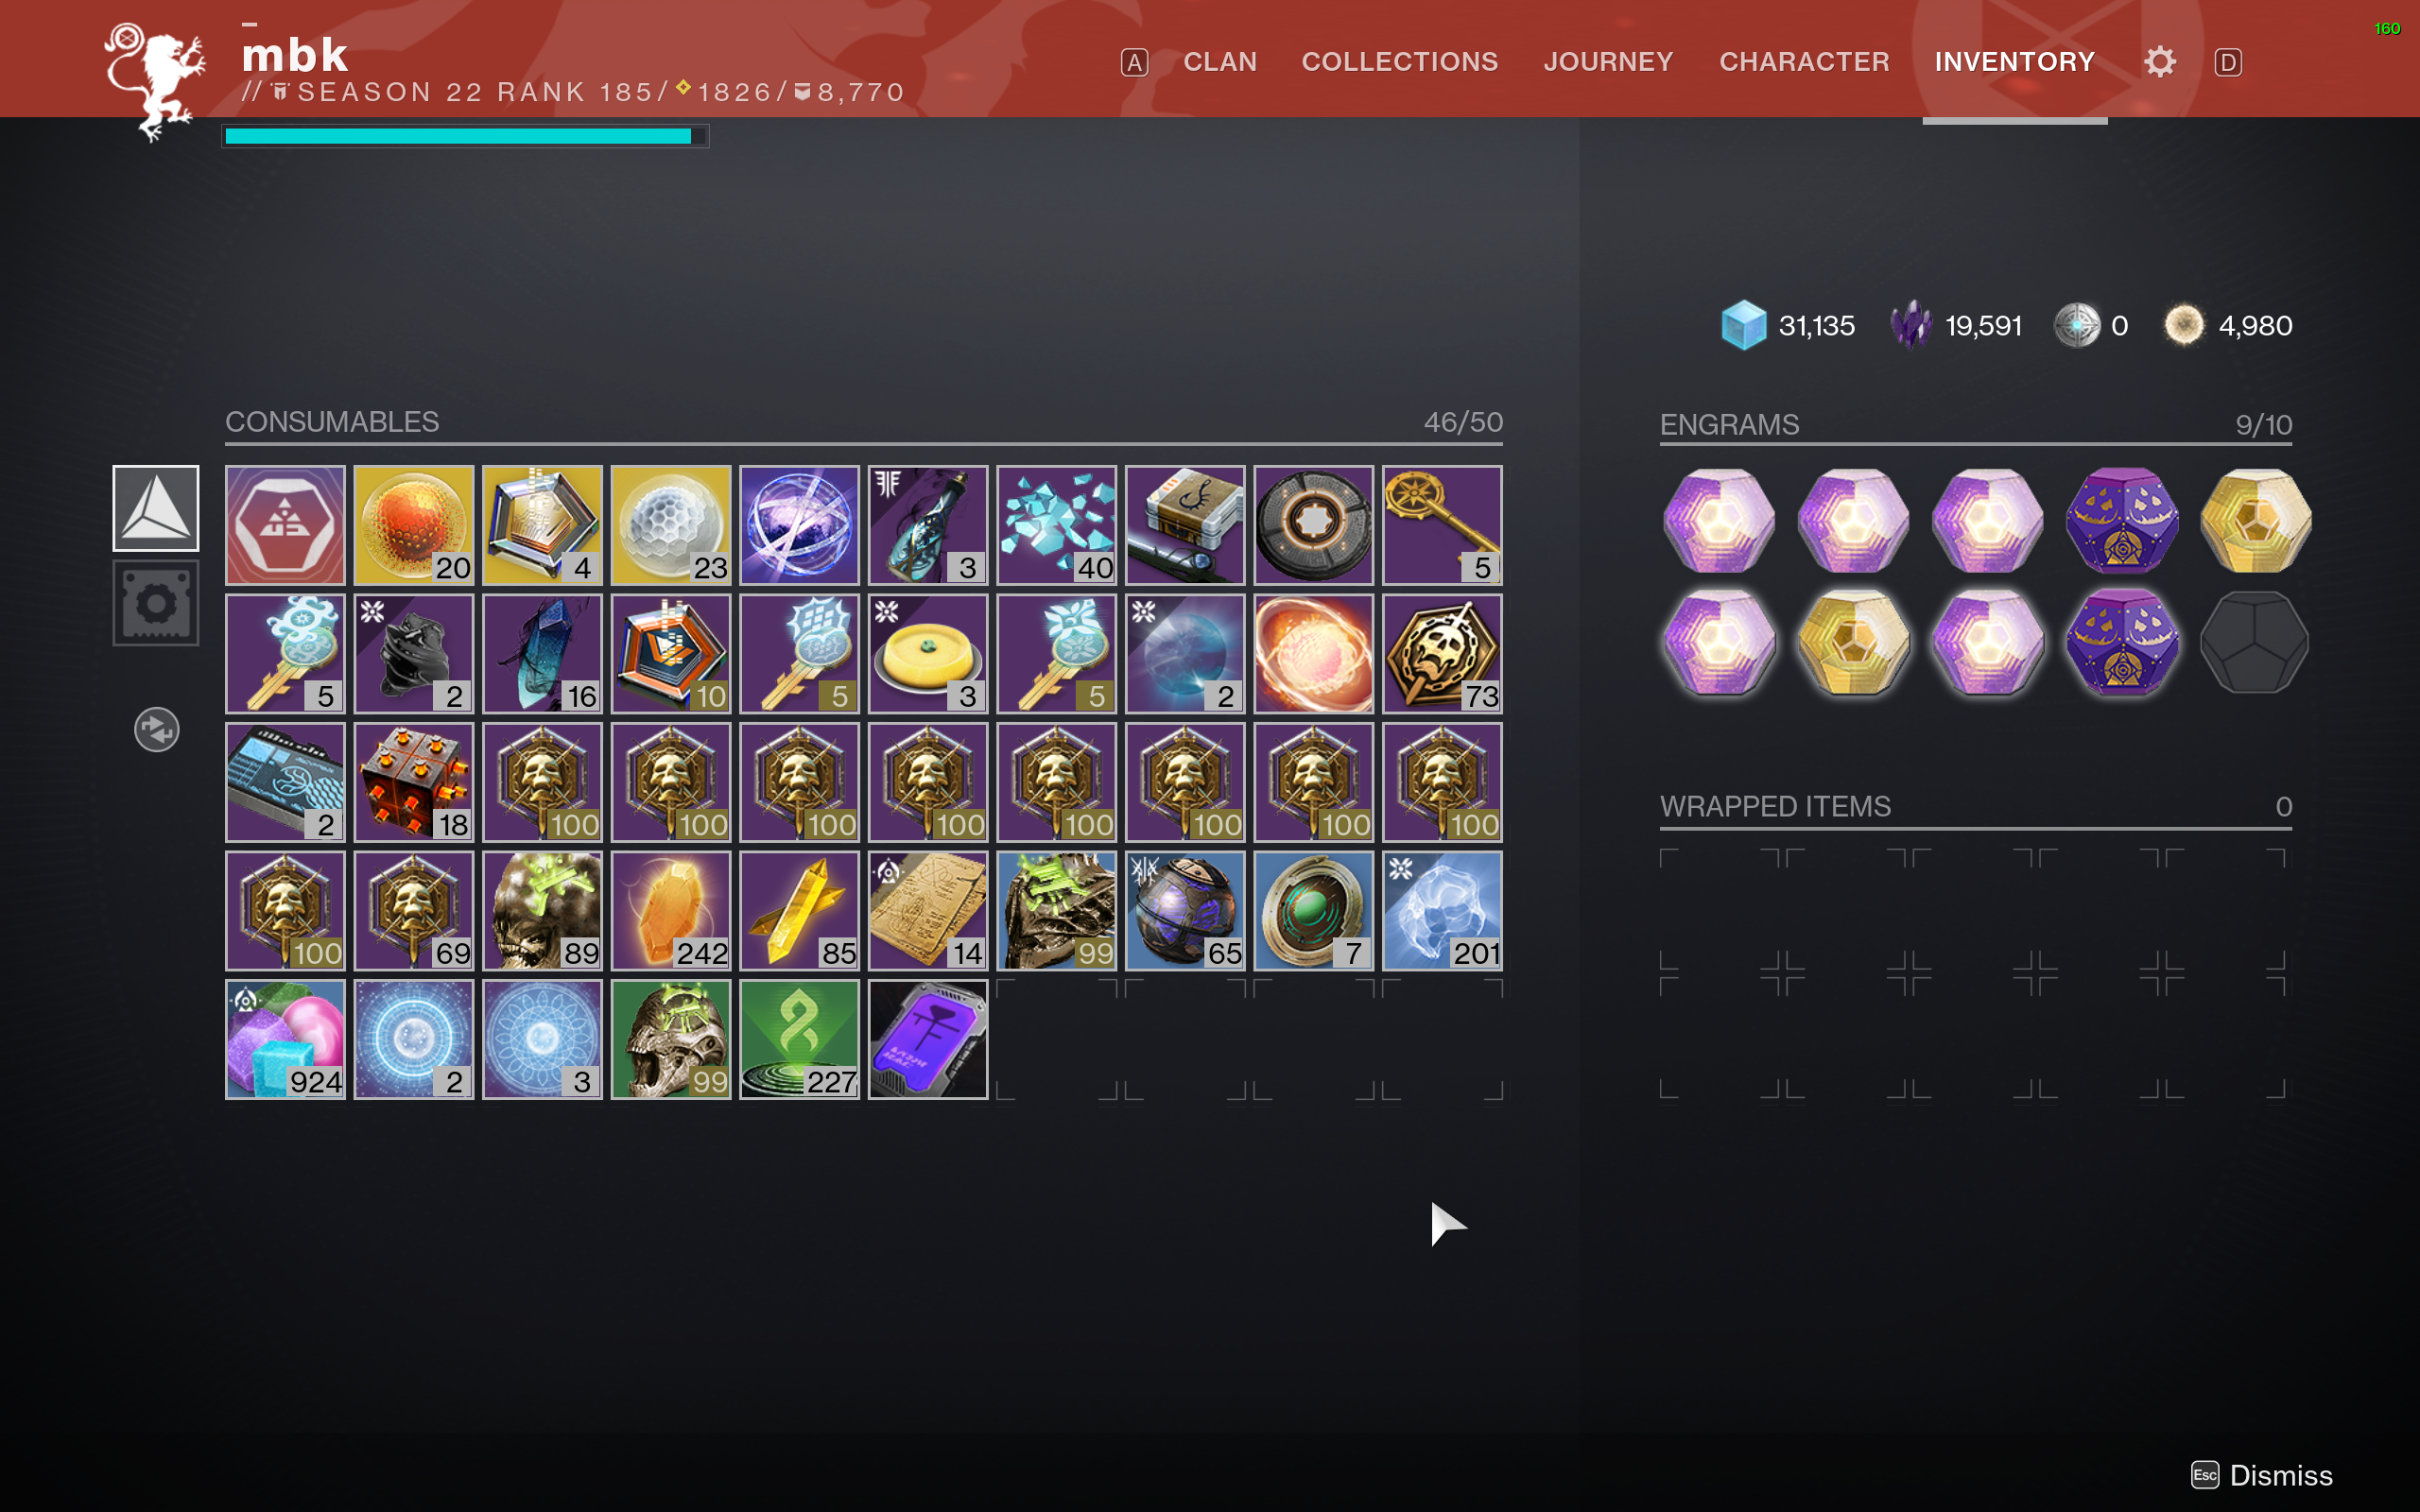 mbk
// SEASON 22 RANK 185/ 1826/ 8,770
A CLAN COLLECTIONS JOURNEY CHARACTER INVENTORY D
160
31,135 19,591 0 4,980
CONSUMABLES 46/50
20 4 23 3 40 5
5 2 16 10 5 3 5 2 73
2 18 100 100 100 100 100 100 100 100
100 69 89 242 85 14 99 65 7 201
924 2 3 99 227
ENGRAMS 9/10
WRAPPED ITEMS 0
Esc Dismiss